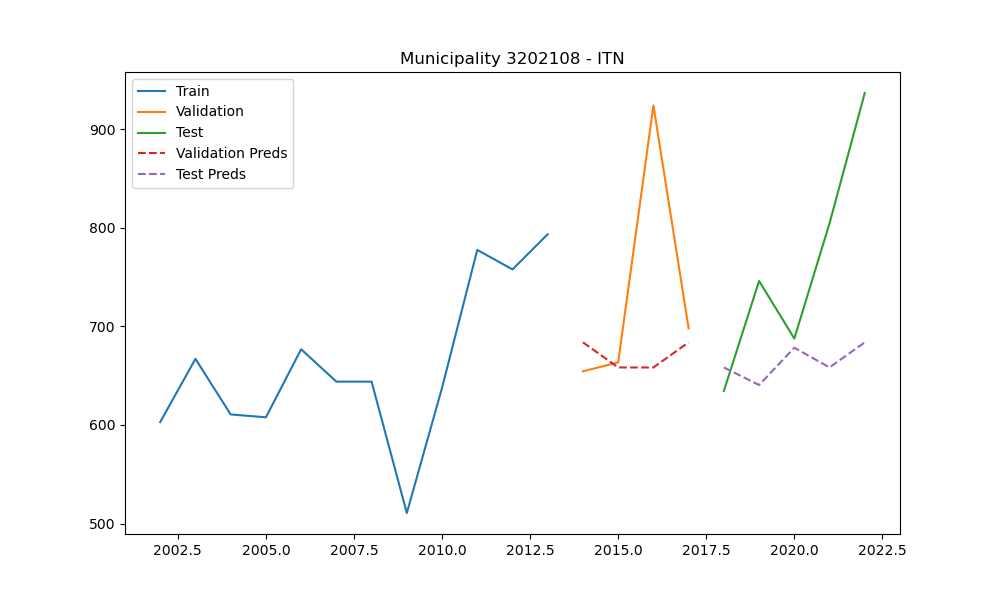 Municipality 3202108 - ITN
Train
Validation
Test
Validation Preds
Test Preds
900
800
700
600
500
2002.5 2005.0 2007.5 2010.0 2012.5 2015.0 2017.5 2020.0 2022.5